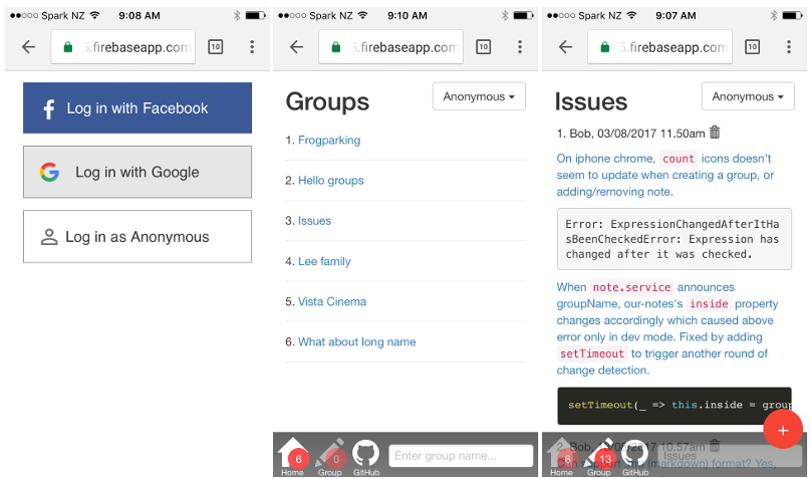 ●●○○○ Spark NZ 9:08 AM
5.firebaseapp.com 10
Log in with Facebook
Log in with Google
Log in as Anonymous
●●○○○ Spark NZ 9:10 AM
5.firebaseapp.com 10
Groups Anonymous
1. Frogparking
2. Hello groups
3. Issues
4. Lee family
5. Vista Cinema
6. What about long name
6 0 Enter group name...
Home Group GitHub
●●○○○ Spark NZ 9:07 AM
5.firebaseapp.com 10
Issues Anonymous
1. Bob, 03/08/2017 11.50am
On iphone chrome, count icons doesn't
seem to update when creating a group, or
adding/removing note.
Error: ExpressionChangedAfterItHa
sBeenCheckedError: Expression has
changed after it was checked.
When note.service announces
groupName, our-notes's inside property
changes accordingly which caused above
error only in dev mode. Fixed by adding
setTimeout to trigger another round of
change detection.
setTimeout(_ => this.inside = group
+
2. Bob, 03/08/2017 10.57am
6 13 Issues
(markdown) format? Yes,
Home Group GitHub